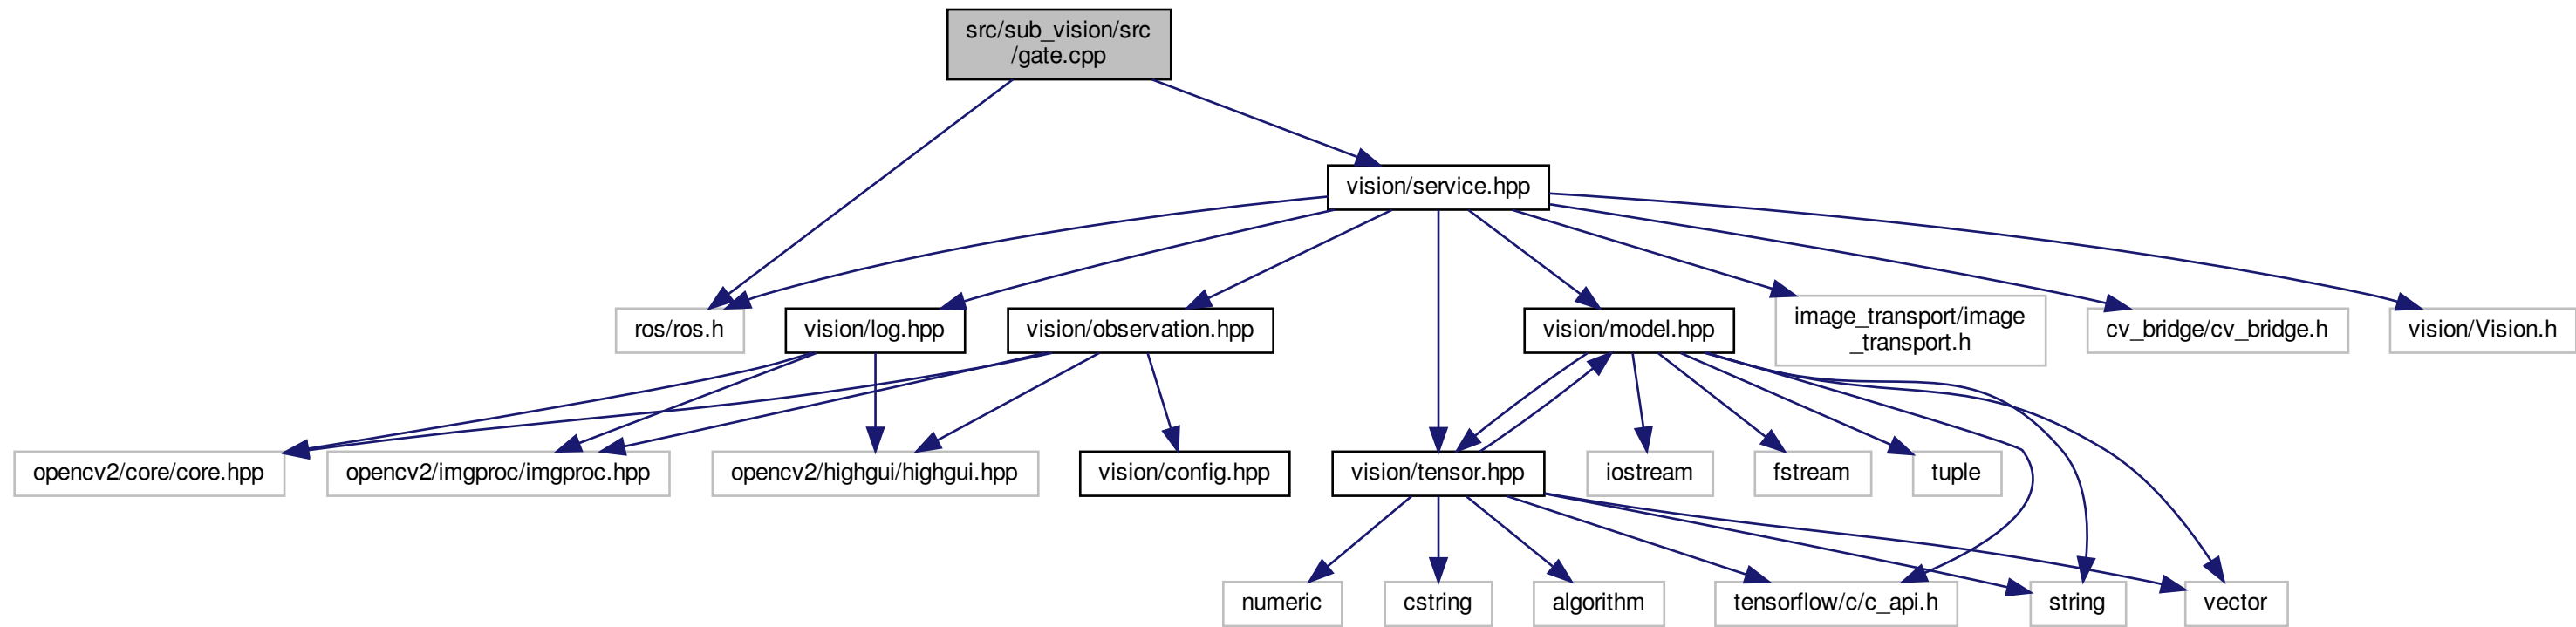 src/sub_vision/src
/gate.cpp
vision/service.hpp
ros/ros.h
vision/log.hpp
vision/observation.hpp
vision/model.hpp
image_transport/image
_transport.h
cv_bridge/cv_bridge.h
vision/Vision.h
opencv2/core/core.hpp
opencv2/imgproc/imgproc.hpp
opencv2/highgui/highgui.hpp
vision/config.hpp
vision/tensor.hpp
iostream
fstream
tuple
numeric
cstring
algorithm
tensorflow/c/c_api.h
string
vector